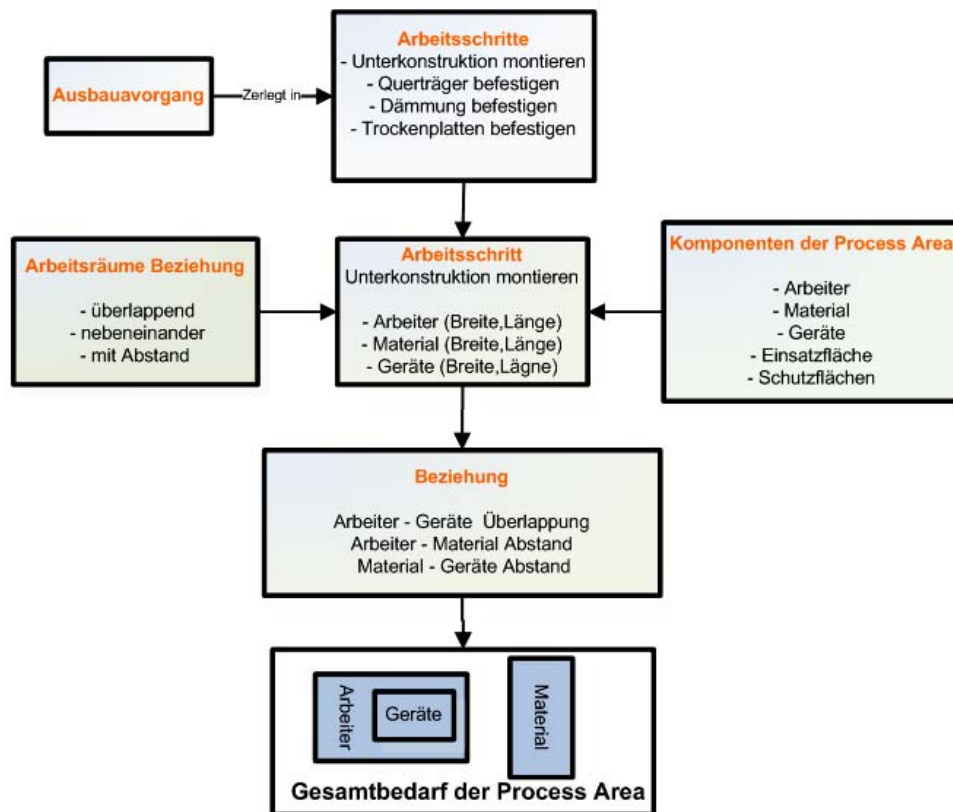 Arbeitsschritte
- Unterkonstruktion montieren
- Querträger befestigen
- Dämmung befestigen
- Trockenplatten befestigen
Ausbauavorgang
Zerlegt in
Arbeitsräume Beziehung
- überlappend
- nebeneinander
- mit Abstand
Arbeitsschritt
Unterkonstruktion montieren
- Arbeiter (Breite,Länge)
- Material (Breite,Länge)
- Geräte (Breite,Lägne)
Komponenten der Process Area
- Arbeiter
- Material
- Geräte
- Einsatzfläche
- Schutzflächen
Beziehung
Arbeiter - Geräte Überlappung
Arbeiter - Material Abstand
Material - Geräte Abstand
Arbeiter
Geräte
Material
Gesamtbedarf der Process Area